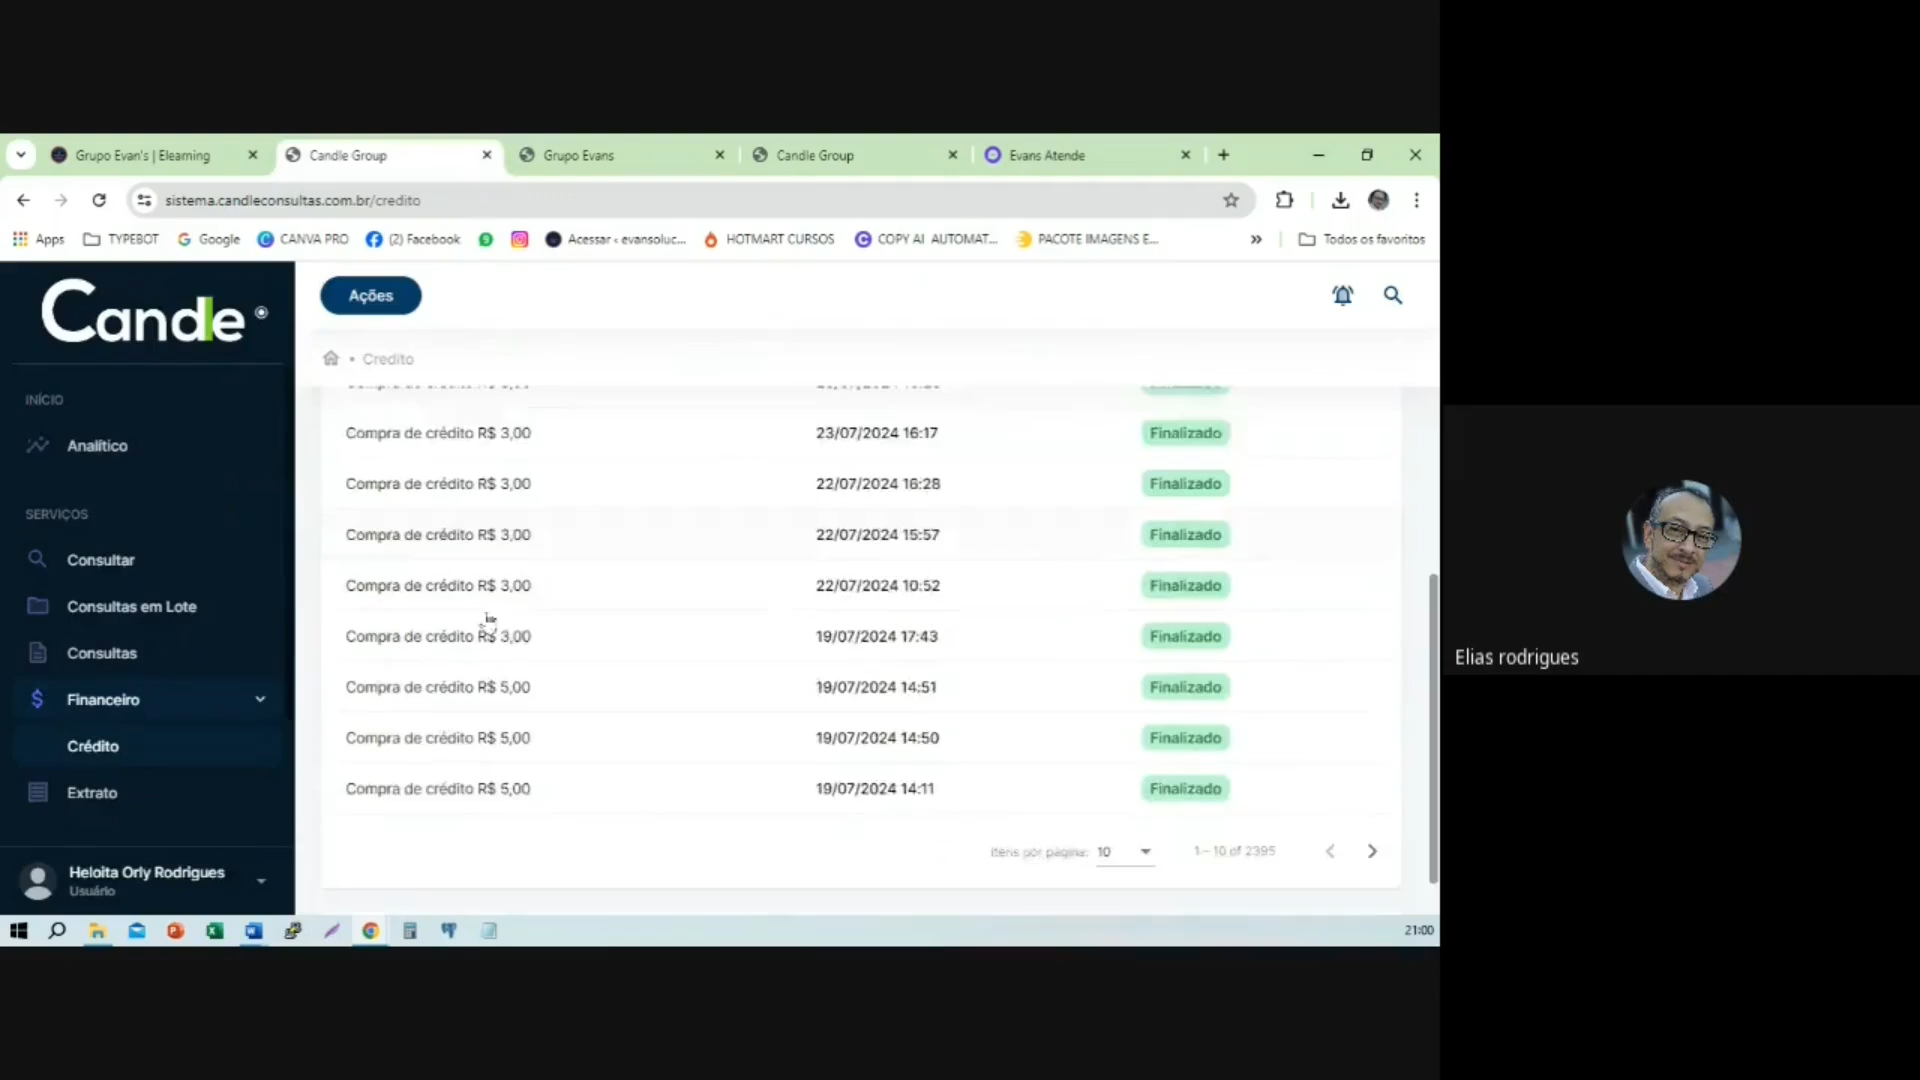 Grupo Evan's | Elearning
Candle Group
Grupo Evans
Candle Group
Evans Atende
sistema.candleconsultas.com.br/credito
Apps
TYPEBOT
Google
CANVA PRO
(2) Facebook
Acessar ‹ evansoluc...
HOTMART CURSOS
COPY AI AUTOMAT...
PACOTE IMAGENS E...
»
Todos os favoritos
Candle
Ações
• Credito
INÍCIO
Analítico
SERVIÇOS
Consultar
Consultas em Lote
Consultas
Financeiro
Crédito
Extrato
Heloita Orly Rodrigues
Usuário
Compra de crédito R$ 3,00 23/07/2024 16:17 Finalizado
Compra de crédito R$ 3,00 22/07/2024 16:28 Finalizado
Compra de crédito R$ 3,00 22/07/2024 15:57 Finalizado
Compra de crédito R$ 3,00 22/07/2024 10:52 Finalizado
Compra de crédito R$ 3,00 19/07/2024 17:43 Finalizado
Compra de crédito R$ 5,00 19/07/2024 14:51 Finalizado
Compra de crédito R$ 5,00 19/07/2024 14:50 Finalizado
Compra de crédito R$ 5,00 19/07/2024 14:11 Finalizado
Itens por página: 10 1–10 of 2395
21:00
Elias rodrigues